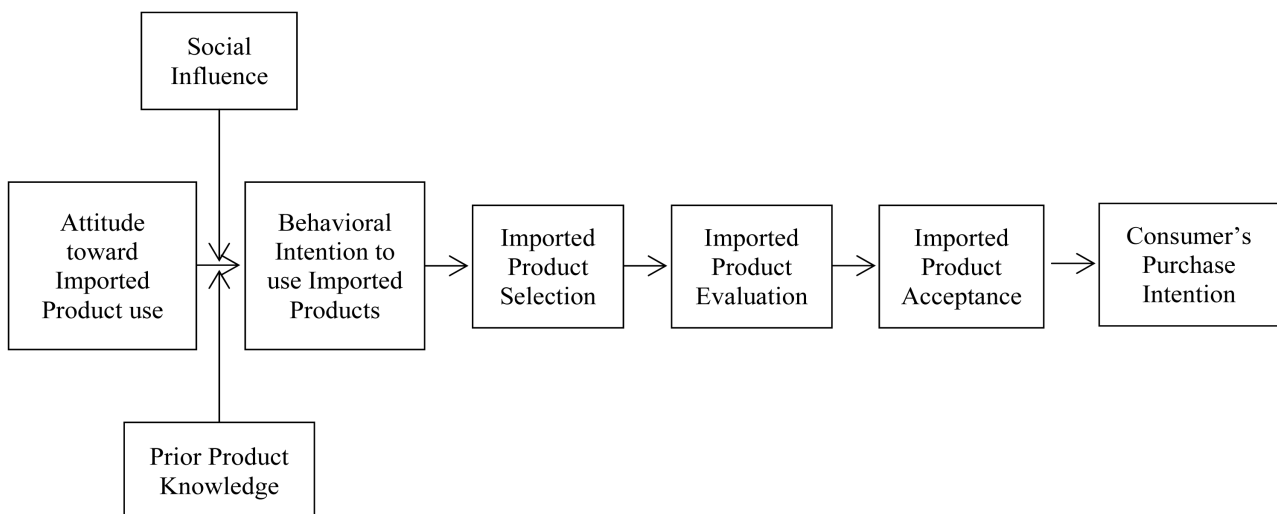 Social
Influence
Attitude
toward
Imported
Product use
Behavioral
Intention to
use Imported
Products
Imported
Product
Selection
Imported
Product
Evaluation
Imported
Product
Acceptance
Consumer’s
Purchase
Intention
Prior Product
Knowledge